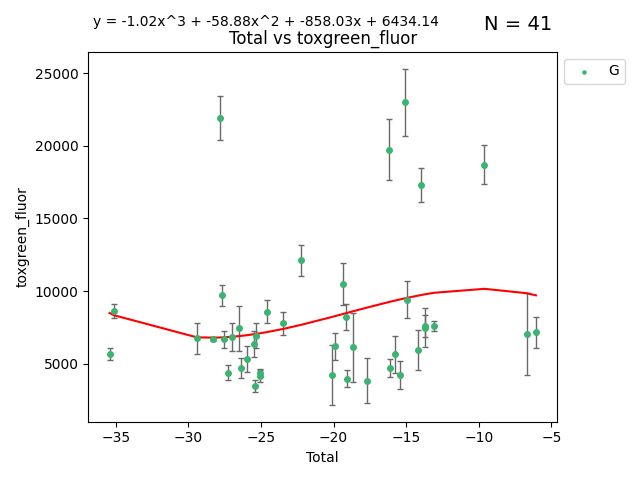 y = -1.02x^3 + -58.88x^2 + -858.03x + 6434.14
N = 41
Total vs toxgreen_fluor
G
25000
20000
15000
10000
5000
toxgreen_fluor
−35 −30 −25 −20 −15 −10 −5
Total